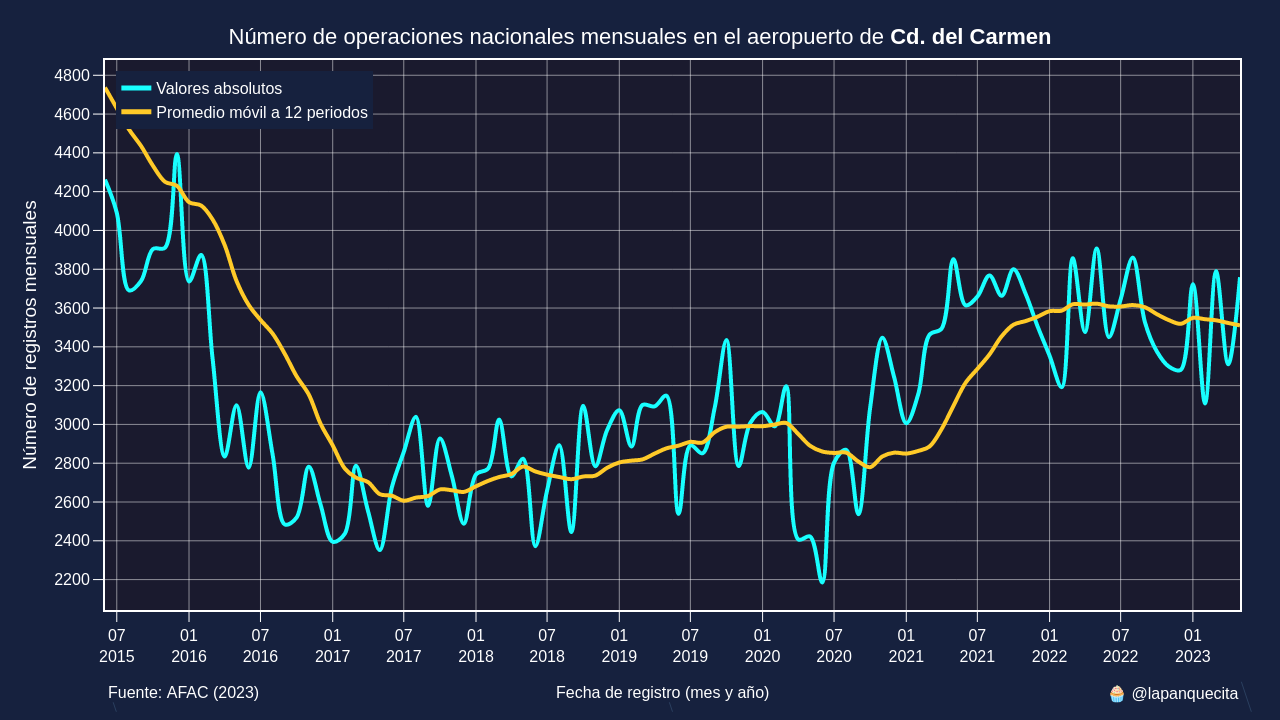 Número de operaciones nacionales mensuales en el aeropuerto de Cd. del Carmen
Valores absolutos
Promedio móvil a 12 periodos
Número de registros mensuales
4800
4600
4400
4200
4000
3800
3600
3400
3200
3000
2800
2600
2400
2200
07 01 07 01 07 01 07 01 07 01 07 01 07 01 07 01
2015 2016 2016 2017 2017 2018 2018 2019 2019 2020 2020 2021 2021 2022 2022 2023
Fuente: AFAC (2023)
Fecha de registro (mes y año)
🧁 @lapanquecita